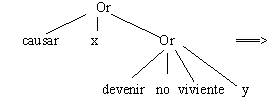 Or
causar x Or ==>
devenir no viviente y